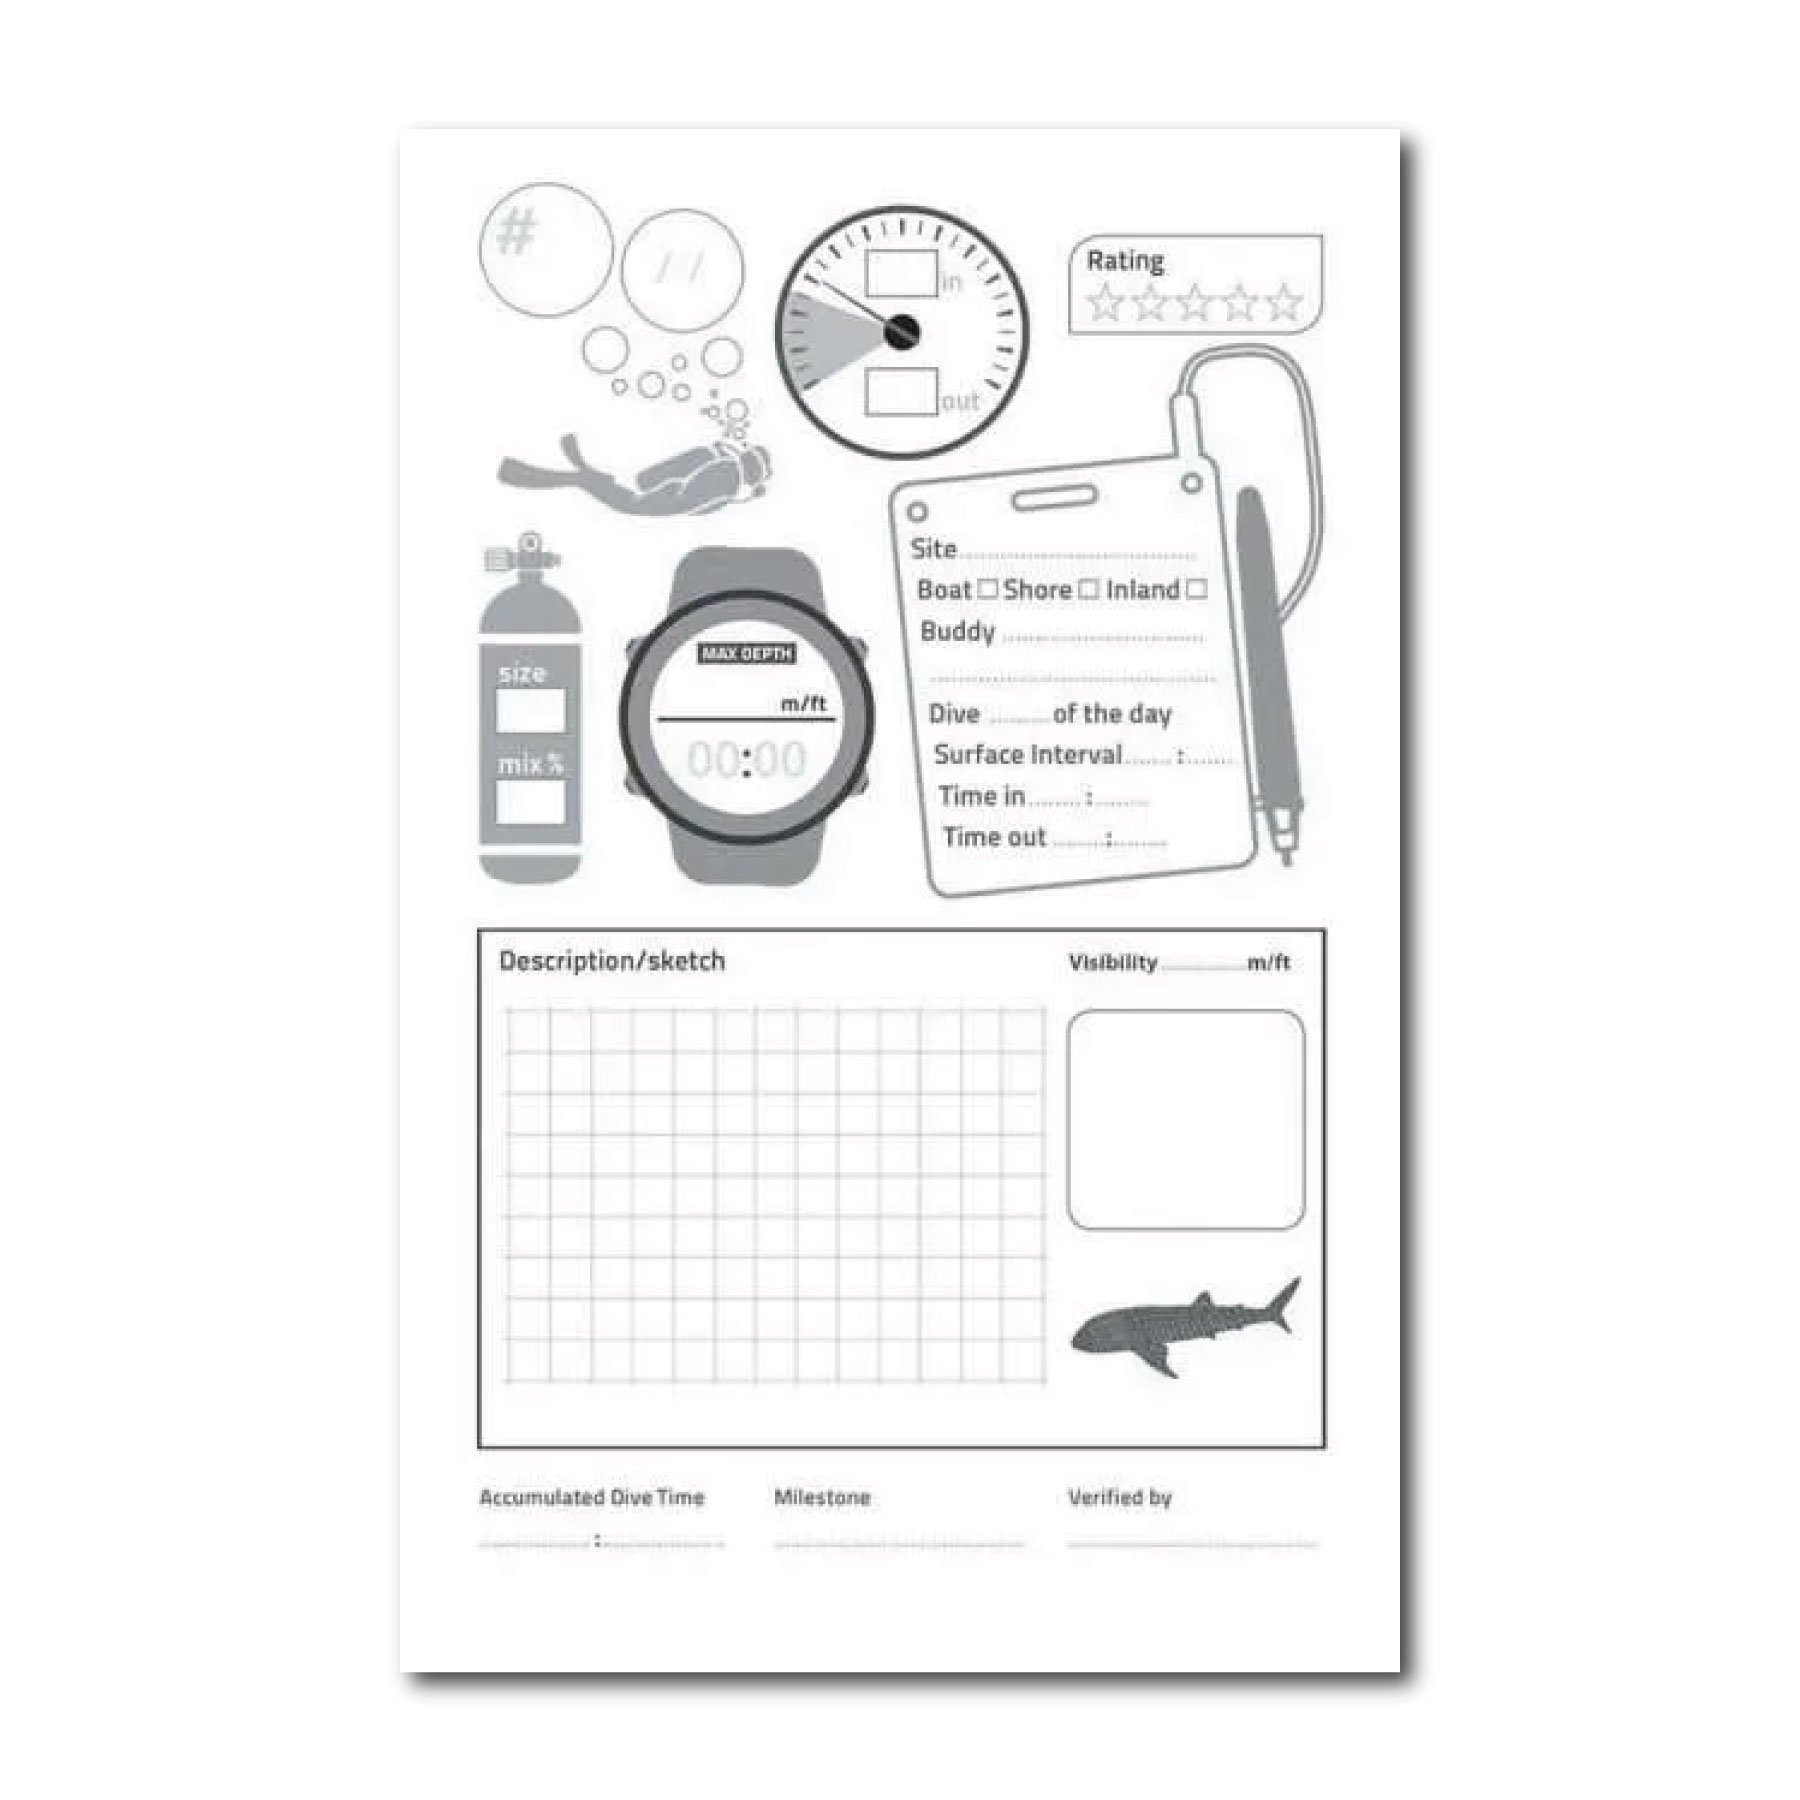 #
/ /
in
out
Rating
Site
Boat Shore Inland
Buddy
Dive of the day
Surface Interval :
Time in :
Time out :
size
mix%
MAX DEPTH
m/ft
00:00
Description/sketch
Visibility m/ft
Accumulated Dive Time
:
Milestone
Verified by